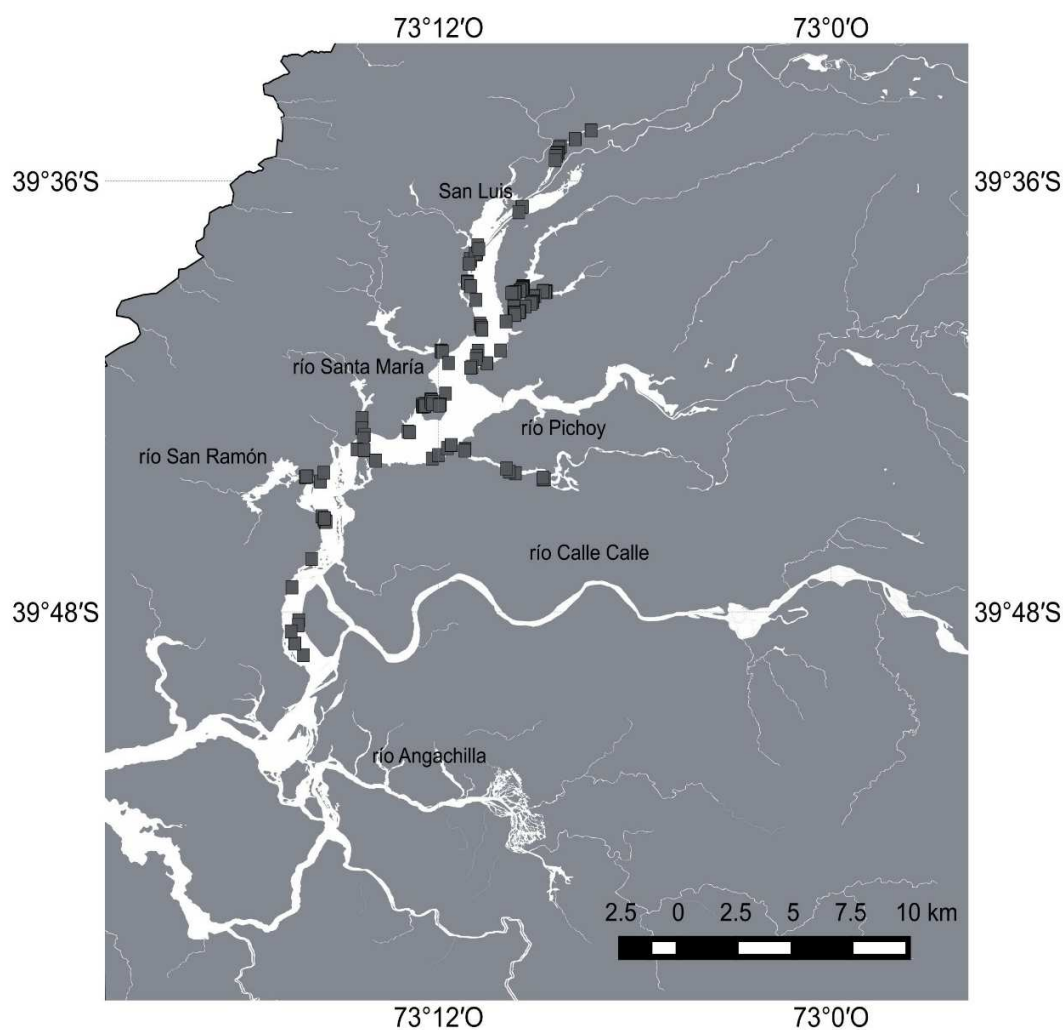 73°12′O 73°0′O
39°36′S 39°36′S
San Luis
río Santa María
río Pichoy
río San Ramón
río Calle Calle
39°48′S 39°48′S
río Angachilla
2.5 0 2.5 5 7.5 10 km
73°12′O 73°0′O